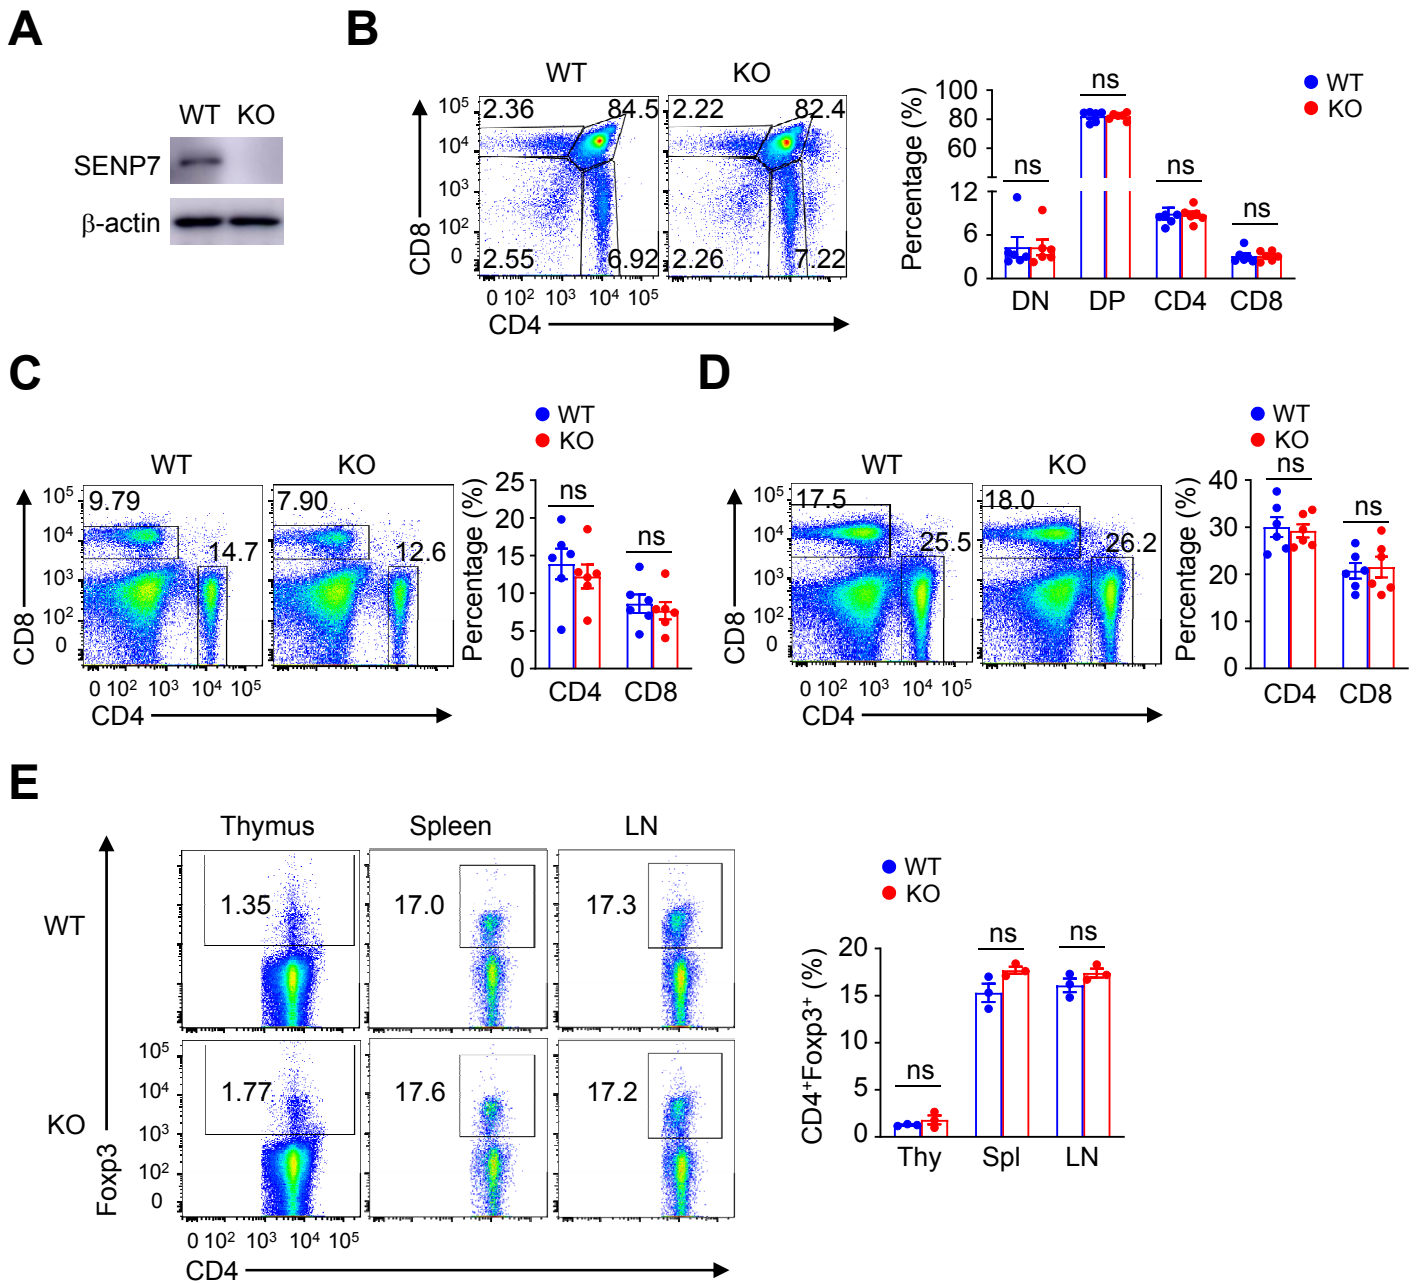 A
WT KO
SENP7
β-actin
B
WT KO
CD8
10⁵
10⁴
10³
10²
0
2.36 84.5
2.55 6.92
2.22 82.4
2.26 7.22
0 10² 10³ 10⁴ 10⁵
CD4
Percentage (%)
100
80
60
12
6
0
ns
ns
ns
ns
DN DP CD4 CD8
WT
KO
C
WT KO
CD8
10⁵
10⁴
10³
10²
0
9.79
14.7
7.90
12.6
0 10² 10³ 10⁴ 10⁵
CD4
WT
KO
Percentage (%)
25
20
15
10
5
0
ns
ns
CD4 CD8
D
WT KO
CD8
10⁵
10⁴
10³
10²
0
17.5
25.5
18.0
26.2
0 10² 10³ 10⁴ 10⁵
CD4
WT
KO
Percentage (%)
40
30
20
10
0
ns
ns
CD4 CD8
E
Thymus Spleen LN
WT
1.35 17.0 17.3
KO
1.77 17.6 17.2
Foxp3
10⁵
10⁴
10³
10²
0
0 10² 10³ 10⁴ 10⁵
CD4
WT
KO
CD4⁺Foxp3⁺ (%)
20
15
10
5
0
ns
ns
ns
Thy Spl LN